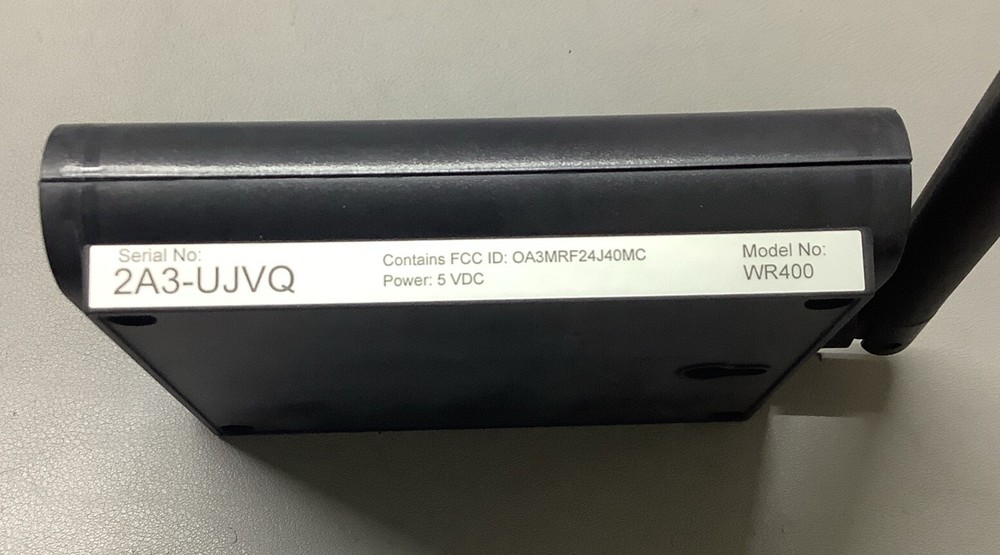 Serial No:
2A3-UJVQ
Contains FCC ID: OA3MRF24J40MC
Power: 5 VDC
Model No:
WR400